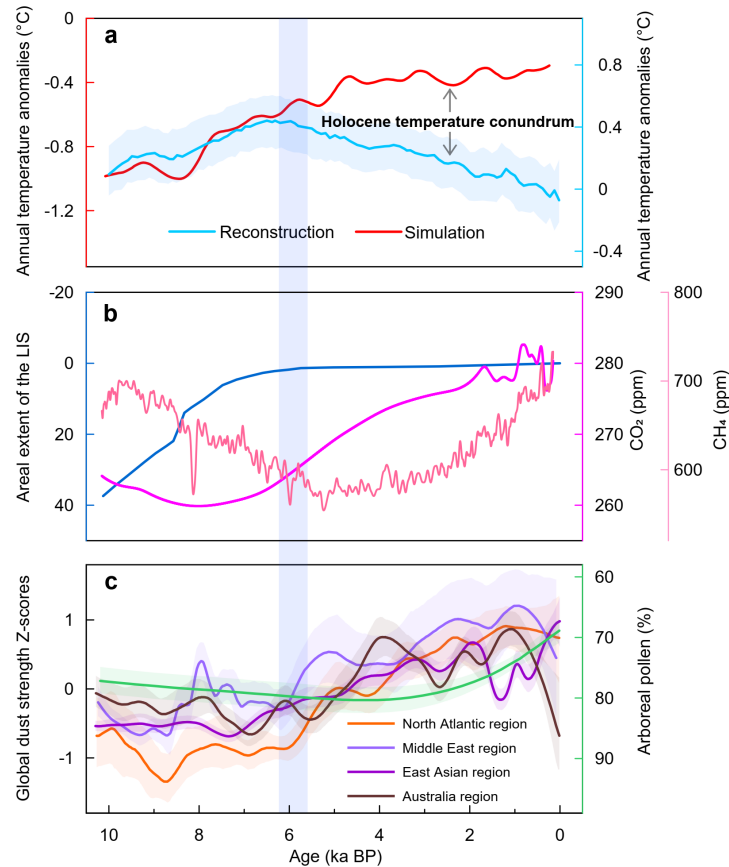 a
Annual temperature anomalies (°C)
0
-0.4
-0.8
-1.2
Holocene temperature conundrum
Reconstruction
Simulation
0.8
0.4
0
-0.4
Annual temperature anomalies (°C)
b
Areal extent of the LIS
-20
0
20
40
290
280
270
260
CO₂ (ppm)
800
700
600
CH₄ (ppm)
c
Global dust strength Z-scores
1
0
-1
North Atlantic region
Middle East region
East Asian region
Australia region
60
70
80
90
Arboreal pollen (%)
10
8
6
4
2
0
Age (ka BP)